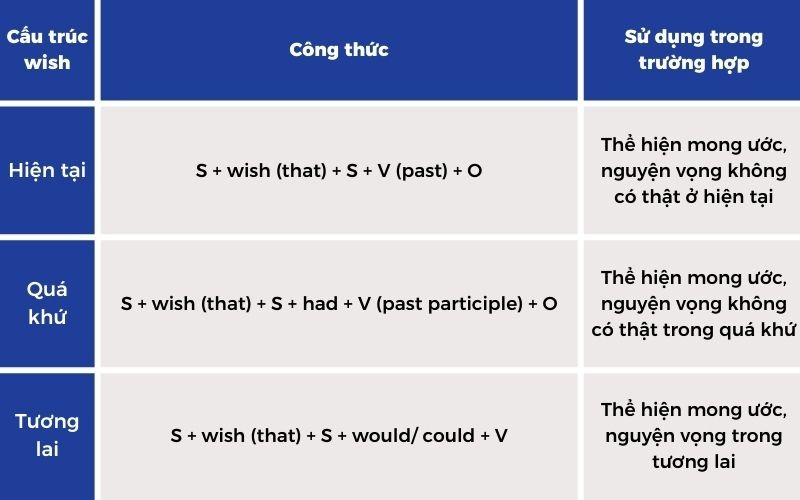 Cấu trúc
wish
Công thức
Sử dụng trong
trường hợp
Hiện tại
S + wish (that) + S + V (past) + O
Thể hiện mong ước,
nguyện vọng không
có thật ở hiện tại
Quá
khứ
S + wish (that) + S + had + V (past participle) + O
Thể hiện mong ước,
nguyện vọng không
có thật trong quá khứ
Tương
lai
S + wish (that) + S + would/ could + V
Thể hiện mong ước,
nguyện vọng trong
tương lai